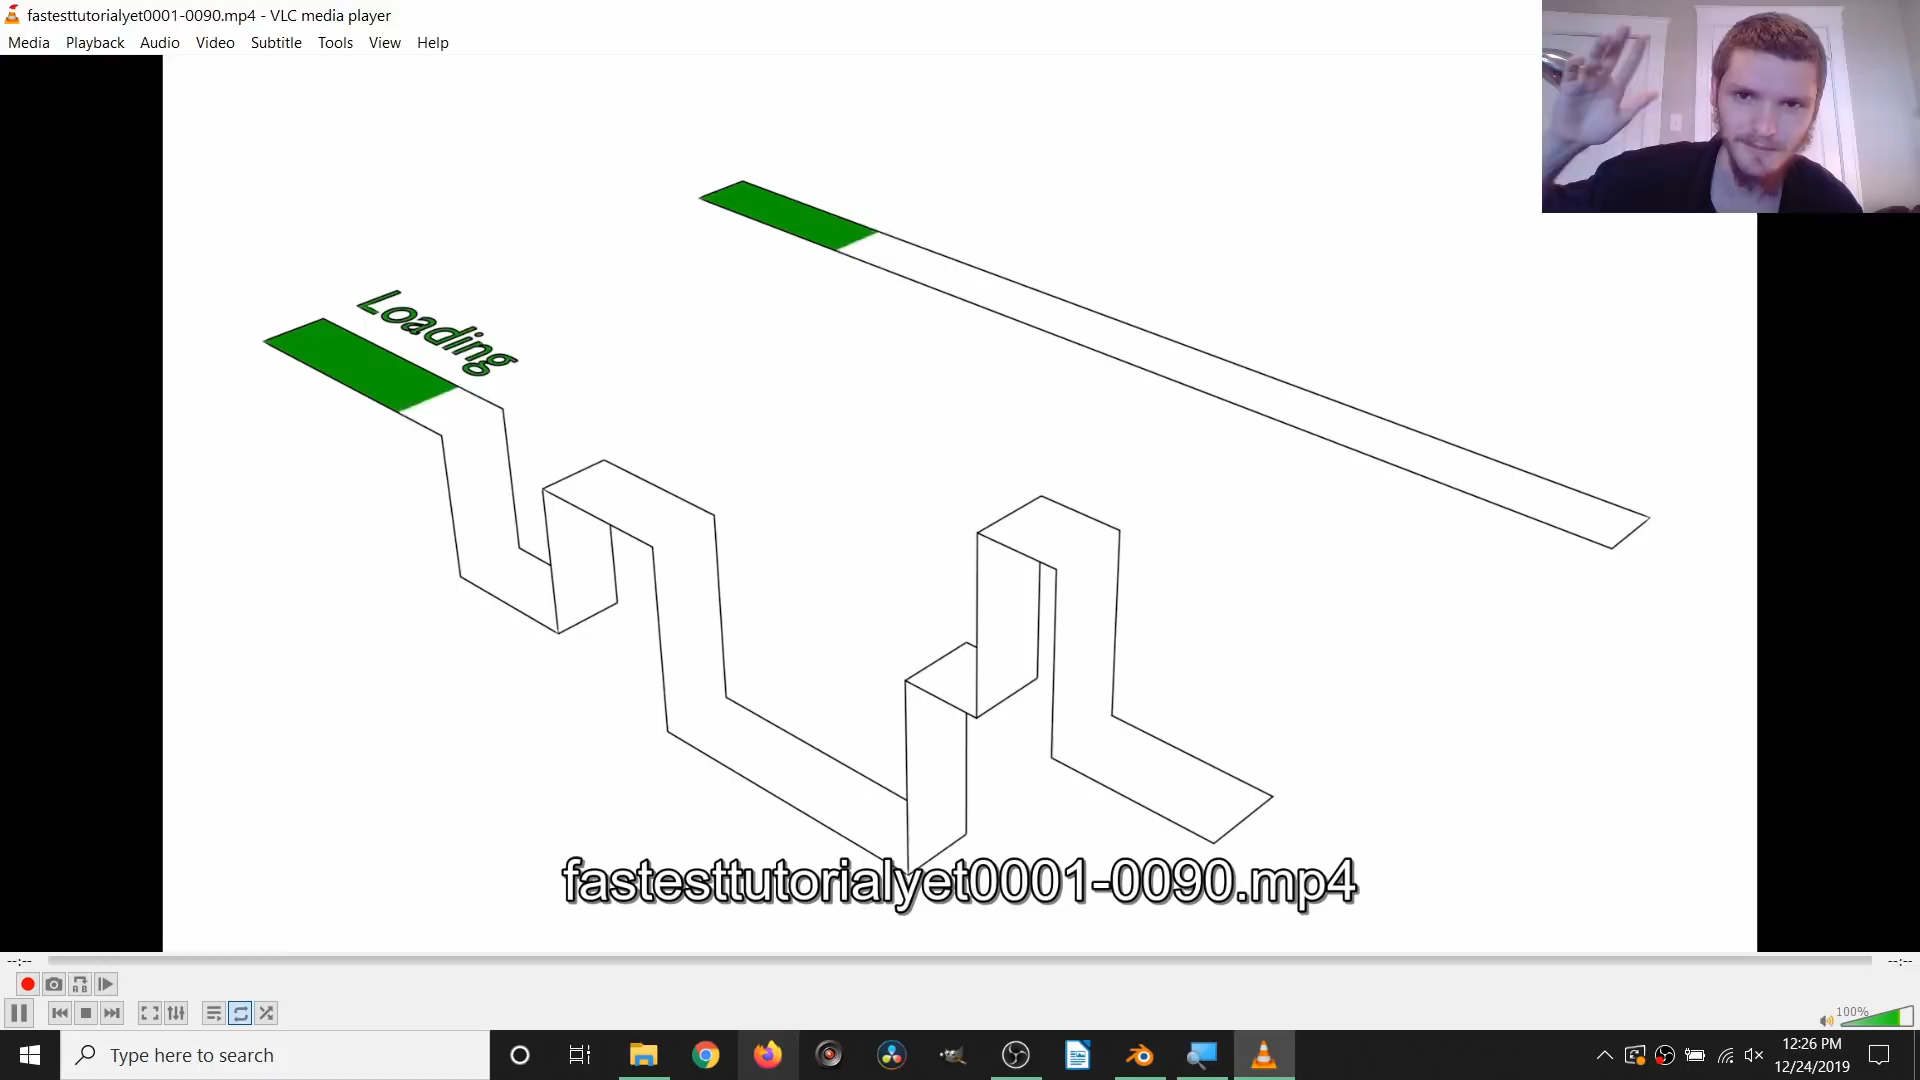 fastesttutorialyet0001-0090.mp4 - VLC media player
Media Playback Audio Video Subtitle Tools View Help
Loading
fastesttutorialyet0001-0090.mp4
--:-- --:--
100%
Type here to search
12:26 PM
12/24/2019